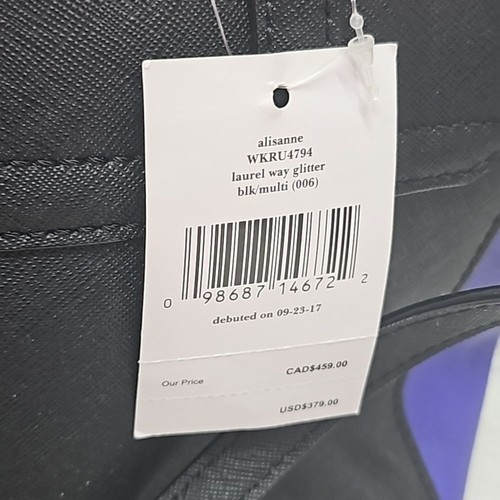 alisanne
WKRU4794
laurel way glitter
blk/multi (006)
0 98687 14672 2
debuted on 09-23-17
Our Price CAD$459.00
USD$379.00